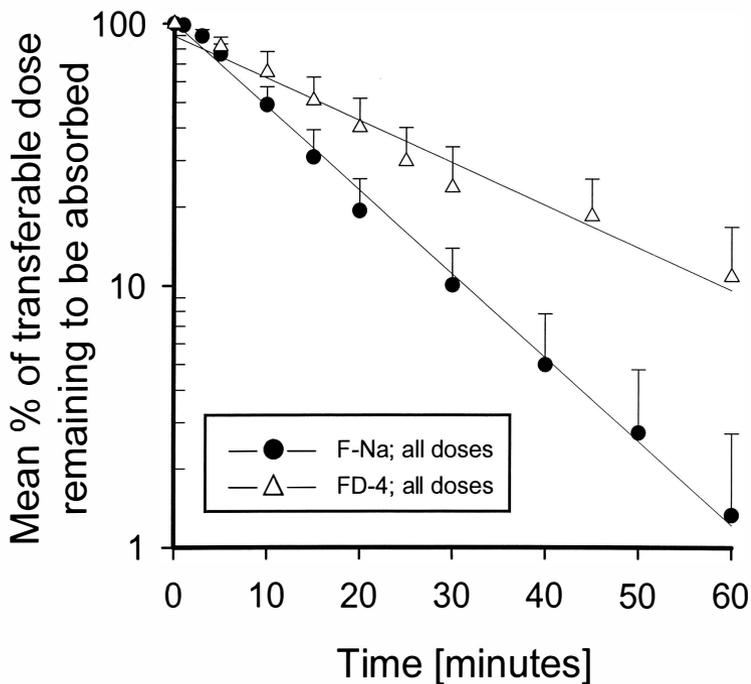 Mean % of transferable dose
remaining to be absorbed
100
10
1
F-Na; all doses
FD-4; all doses
0 10 20 30 40 50 60
Time [minutes]